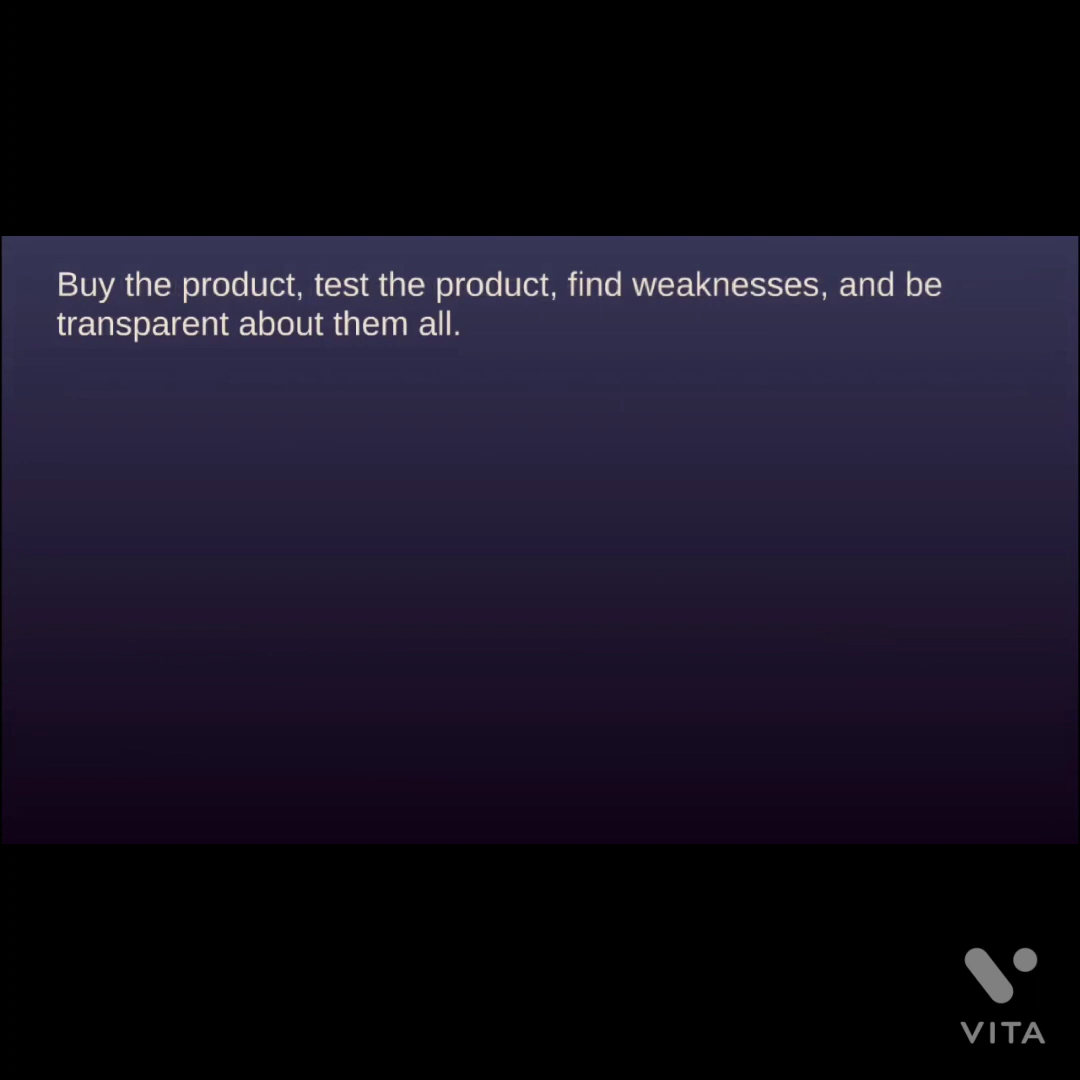 Buy the product, test the product, find weaknesses, and be
transparent about them all.
VITA